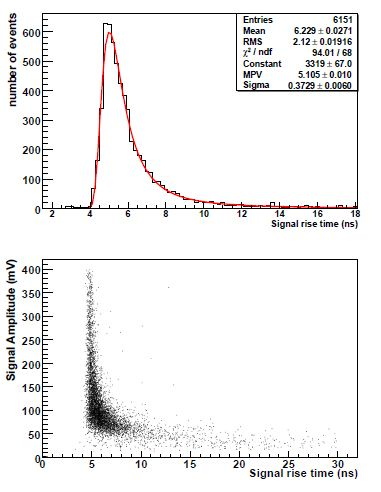 number of events
600
500
400
300
200
100
0
2 4 6 8 10 12 14 16 18
Signal rise time (ns)
Entries 6151
Mean 6.229 ± 0.0271
RMS 2.12 ± 0.01916
χ² / ndf 94.01 / 68
Constant 3319 ± 67.0
MPV 5.105 ± 0.010
Sigma 0.3729 ± 0.0060
Signal Amplitude (mV)
400
350
300
250
200
150
100
50
0
0 5 10 15 20 25 30
Signal rise time (ns)